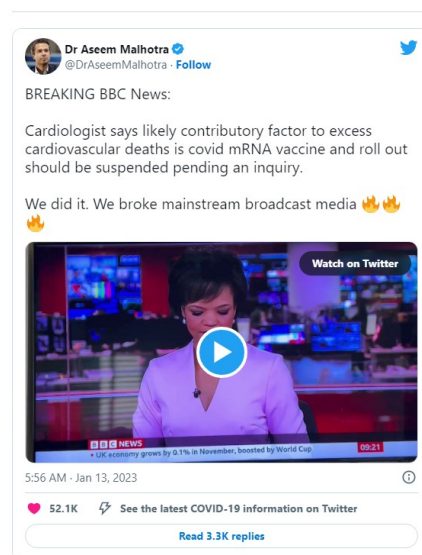 Dr Aseem Malhotra
@DrAseemMalhotra · Follow
BREAKING BBC News:
Cardiologist says likely contributory factor to excess
cardiovascular deaths is covid mRNA vaccine and roll out
should be suspended pending an inquiry.
We did it. We broke mainstream broadcast media 🔥🔥
🔥
Watch on Twitter
BBC NEWS
• UK economy grows by 0.1% in November, boosted by World Cup
09:21
5:56 AM · Jan 13, 2023
52.1K
See the latest COVID-19 information on Twitter
Read 3.3K replies